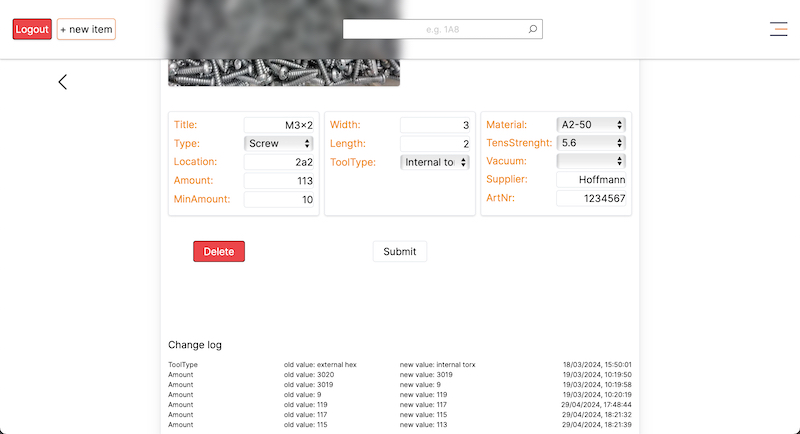 Logout + new item e.g. 1A8
Title: M3x2
Type: Screw
Location: 2a2
Amount: 113
MinAmount: 10
Width: 3
Length: 2
ToolType: Internal to
Material: A2-50
TensStrenght: 5.6
Vacuum:
Supplier: Hoffmann
ArtNr: 1234567
Delete Submit
Change log
ToolType old value: external hex new value: internal torx 18/03/2024, 15:50:01
Amount old value: 3020 new value: 3019 19/03/2024, 10:19:50
Amount old value: 3019 new value: 9 19/03/2024, 10:19:58
Amount old value: 9 new value: 119 19/03/2024, 10:20:19
Amount old value: 119 new value: 117 29/04/2024, 17:48:44
Amount old value: 117 new value: 115 29/04/2024, 18:21:32
Amount old value: 115 new value: 113 29/04/2024, 18:21:39